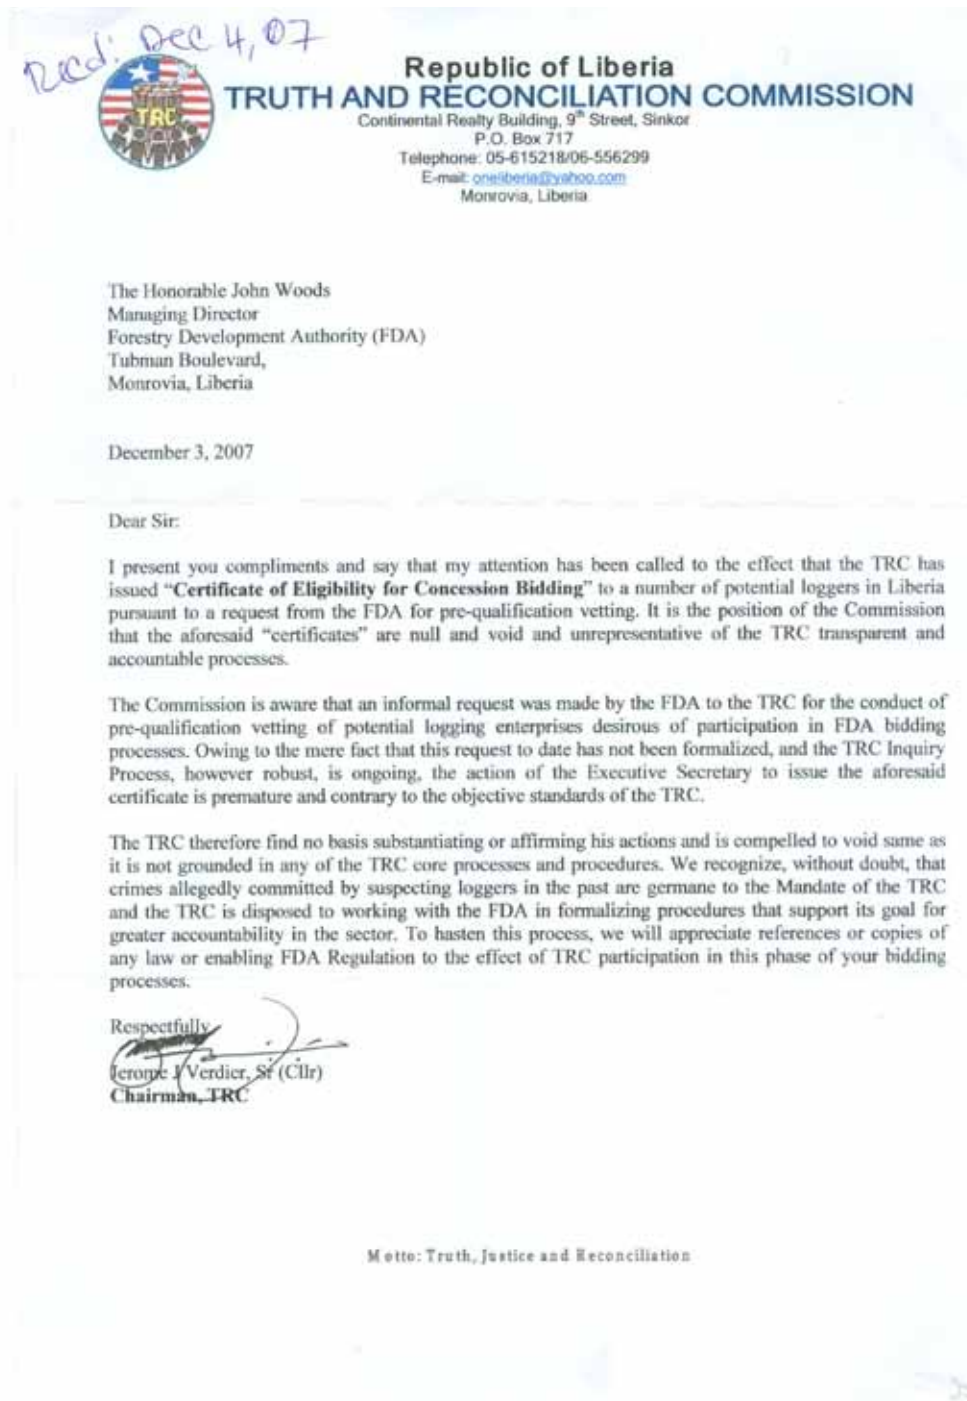 Recd: Dec 4, 07
TRC
Republic of Liberia
TRUTH AND RECONCILIATION COMMISSION
Continental Realty Building, 9th Street, Sinkor
P.O. Box 717
Telephone: 05-615218/06-556299
E-mail: oneliberia@yahoo.com
Monrovia, Liberia
The Honorable John Woods
Managing Director
Forestry Development Authority (FDA)
Tubman Boulevard,
Monrovia, Liberia
December 3, 2007
Dear Sir:
I present you compliments and say that my attention has been called to the effect that the TRC has
issued “Certificate of Eligibility for Concession Bidding” to a number of potential loggers in Liberia
pursuant to a request from the FDA for pre-qualification vetting. It is the position of the Commission
that the aforesaid “certificates” are null and void and unrepresentative of the TRC transparent and
accountable processes.
The Commission is aware that an informal request was made by the FDA to the TRC for the conduct of
pre-qualification vetting of potential logging enterprises desirous of participation in FDA bidding
processes. Owing to the mere fact that this request to date has not been formalized, and the TRC Inquiry
Process, however robust, is ongoing, the action of the Executive Secretary to issue the aforesaid
certificate is premature and contrary to the objective standards of the TRC.
The TRC therefore find no basis substantiating or affirming his actions and is compelled to void same as
it is not grounded in any of the TRC core processes and procedures. We recognize, without doubt, that
crimes allegedly committed by suspecting loggers in the past are germane to the Mandate of the TRC
and the TRC is disposed to working with the FDA in formalizing procedures that support its goal for
greater accountability in the sector. To hasten this process, we will appreciate references or copies of
any law or enabling FDA Regulation to the effect of TRC participation in this phase of your bidding
processes.
Respectfully
Jerome J Verdier, Sr (Cllr)
Chairman, TRC
Motto: Truth, Justice and Reconciliation